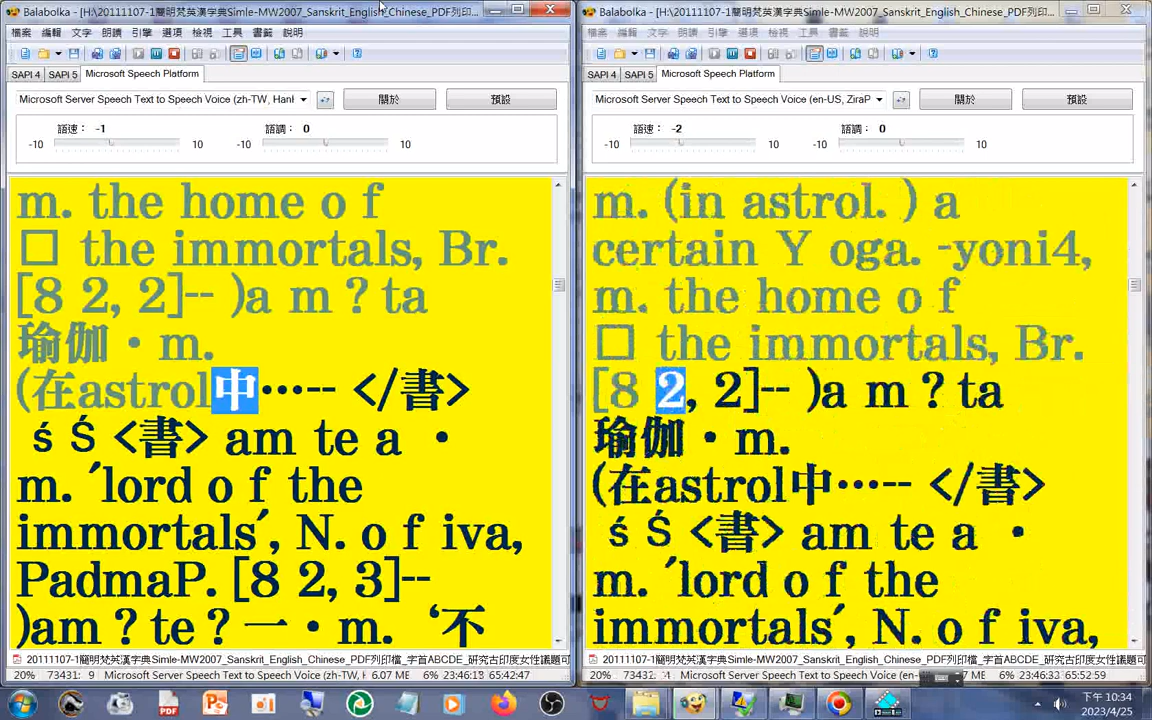 Balabolka - [H:\20111107-1簡明梵英漢字典Simle-MW2007_Sanskrit_English_Chinese_PDF列印...
檔案 編輯 文字 朗讀 引擎 選項 檢視 工具 書籤 說明
SAPI 4 SAPI 5 Microsoft Speech Platform
Microsoft Server Speech Text to Speech Voice (zh-TW, Hanl
關於 預設
語速： -1 語調： 0
-10 10 -10 10
m. the home o f
□ the immortals, Br.
[8 2, 2]-- )a m ? ta
瑜伽 • m.
(在astrol中…-- </書>
ś Ś <書> am te a •
m. ´lord o f the
immortals´, N. o f iva,
PadmaP. [8 2, 3]--
)am ? te ? 一 • m. ‘不
20111107-1簡明梵英漢字典Simle-MW2007_Sanskrit_English_Chinese_PDF列印檔_字首ABCDE_研究古印度女性議題可
20% 73431: 9 Microsoft Server Speech Text to Speech Voice (zh-TW, H 6.07 MB 6% 23:46:13 65:42:47
Balabolka - [H:\20111107-1簡明梵英漢字典Simle-MW2007_Sanskrit_English_Chinese_PDF列印...
檔案 編輯 文字 朗讀 引擎 選項 檢視 工具 書籤 說明
SAPI 4 SAPI 5 Microsoft Speech Platform
Microsoft Server Speech Text to Speech Voice (en-US, ZiraP
關於 預設
語速： -2 語調： 0
-10 10 -10 10
m. (in astrol. ) a
certain Y oga. -yoni4,
m. the home o f
□ the immortals, Br.
[8 2, 2]-- )a m ? ta
瑜伽 • m.
(在astrol中…-- </書>
ś Ś <書> am te a •
m. ´lord o f the
immortals´, N. o f iva,
20111107-1簡明梵英漢字典Simle-MW2007_Sanskrit_English_Chinese_PDF列印檔_字首ABCDE_研究古印度女性議題可
20% 73432: Microsoft Server Speech Text to Speech Voice (en-US, 6% 23:46:33 65:52:59
下午 10:34
2023/4/25